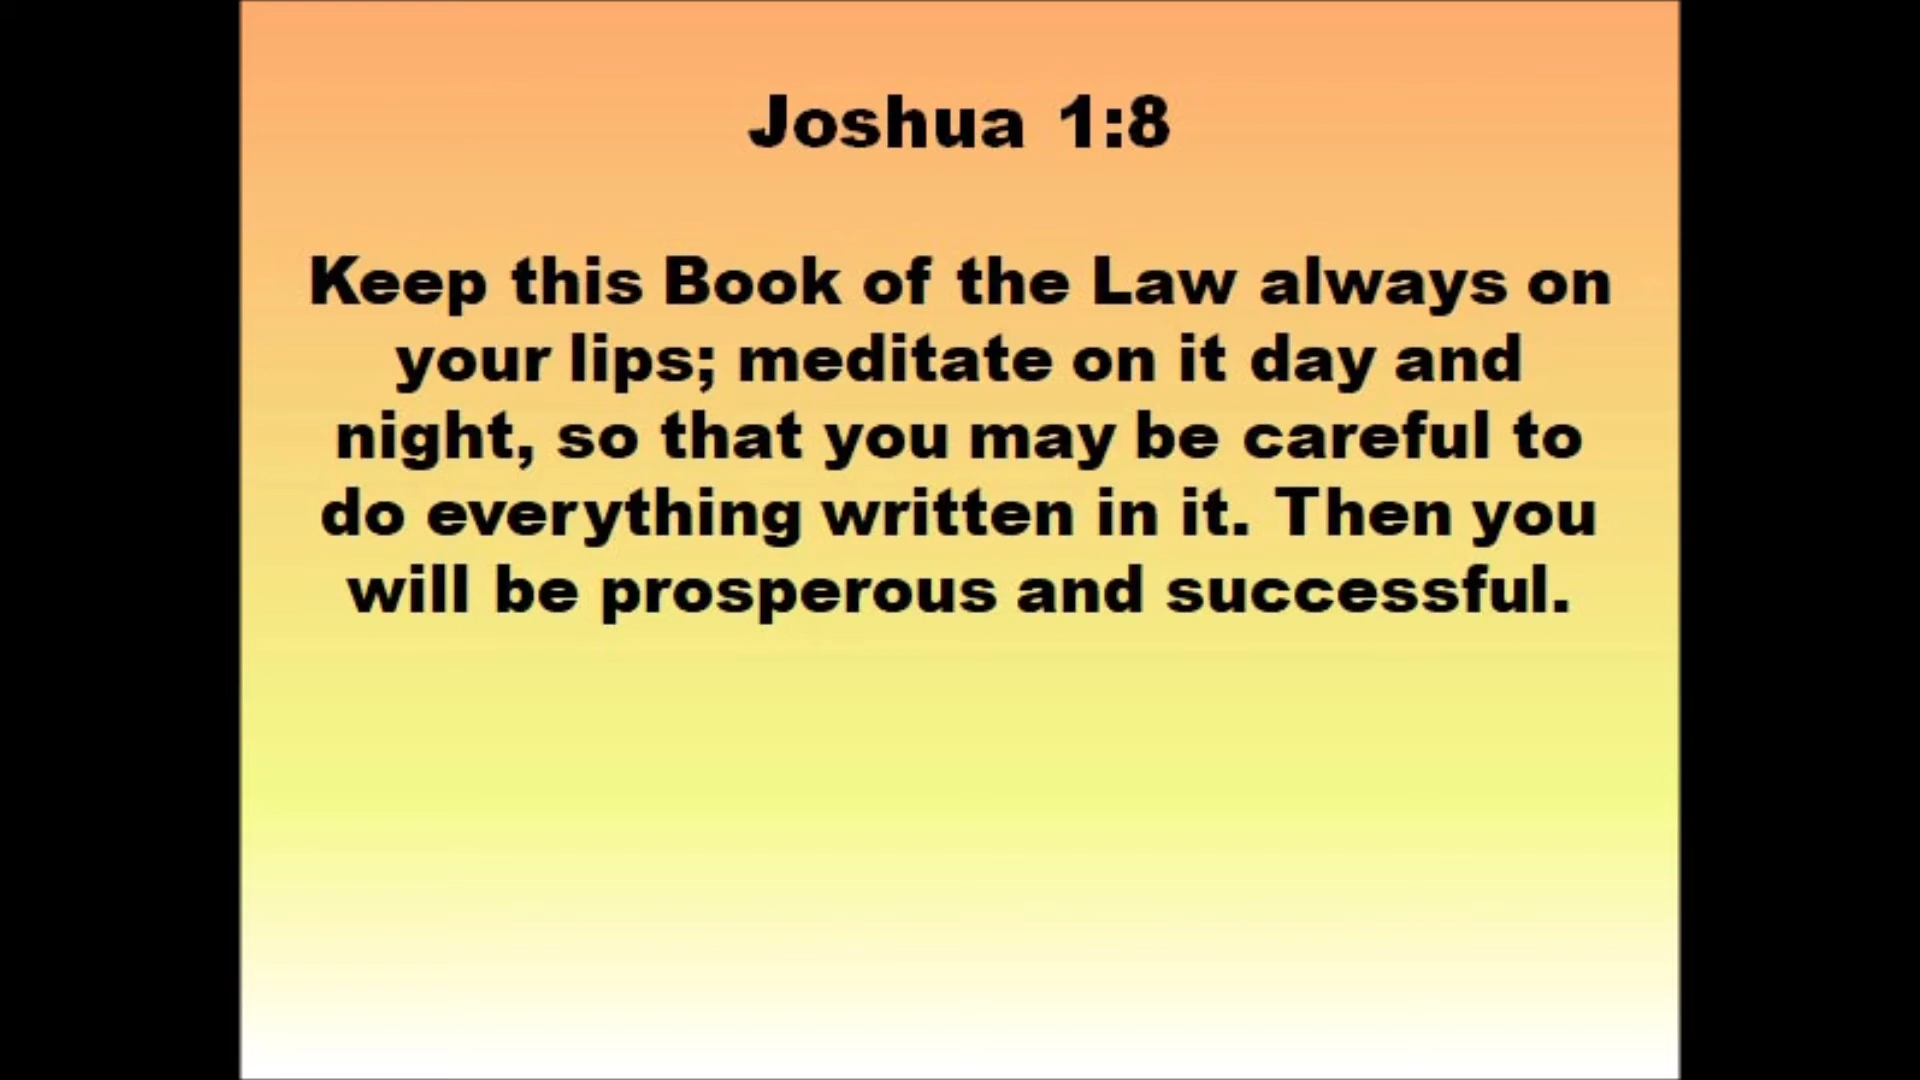 Joshua 1:8
Keep this Book of the Law always on
your lips; meditate on it day and
night, so that you may be careful to
do everything written in it. Then you
will be prosperous and successful.